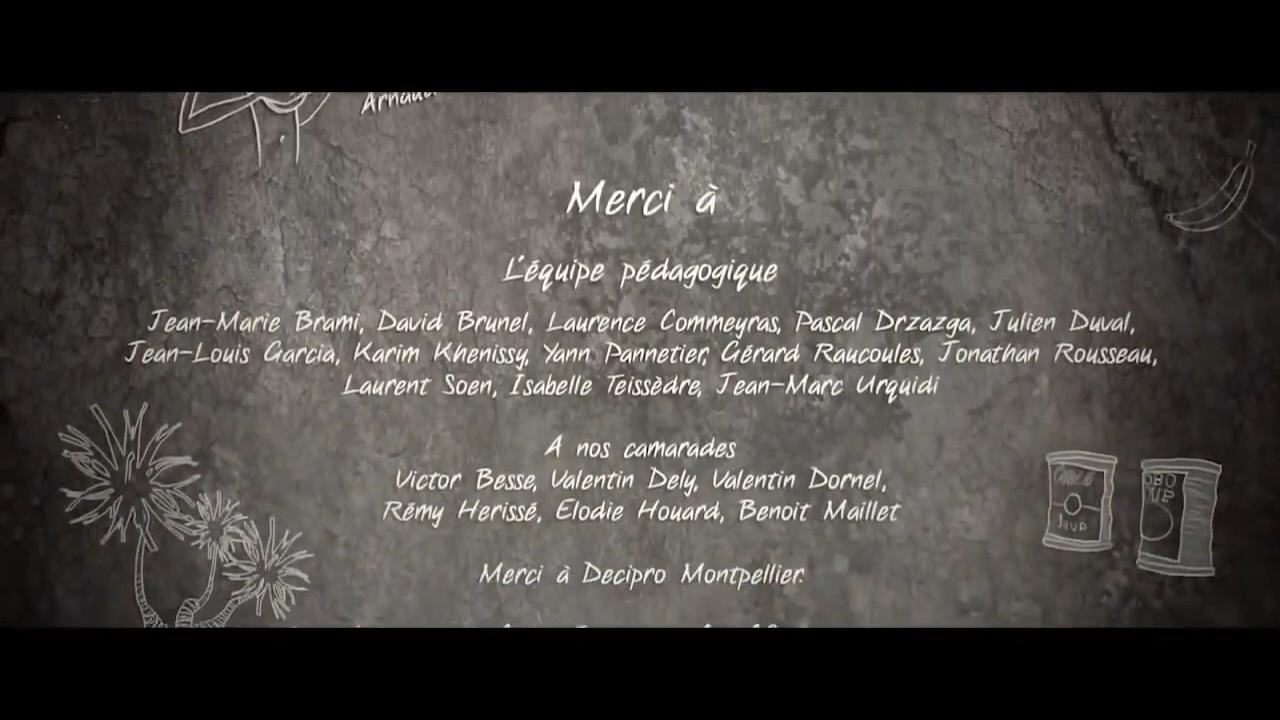 Arnaud
Merci à
L'équipe pédagogique
Jean-Marie Brami, David Brunel, Laurence Commeyras, Pascal Drzazga, Julien Duval,
Jean-Louis Garcia, Karim Khenissy, Yann Pannetier, Gérard Raucoules, Jonathan Rousseau,
Laurent Soen, Isabelle Teissèdre, Jean-Marc Urquidi
A nos camarades
Victor Besse, Valentin Dely, Valentin Dornel,
Rémy Herissé, Elodie Houard, Benoit Maillet
Merci à Decipro Montpellier.